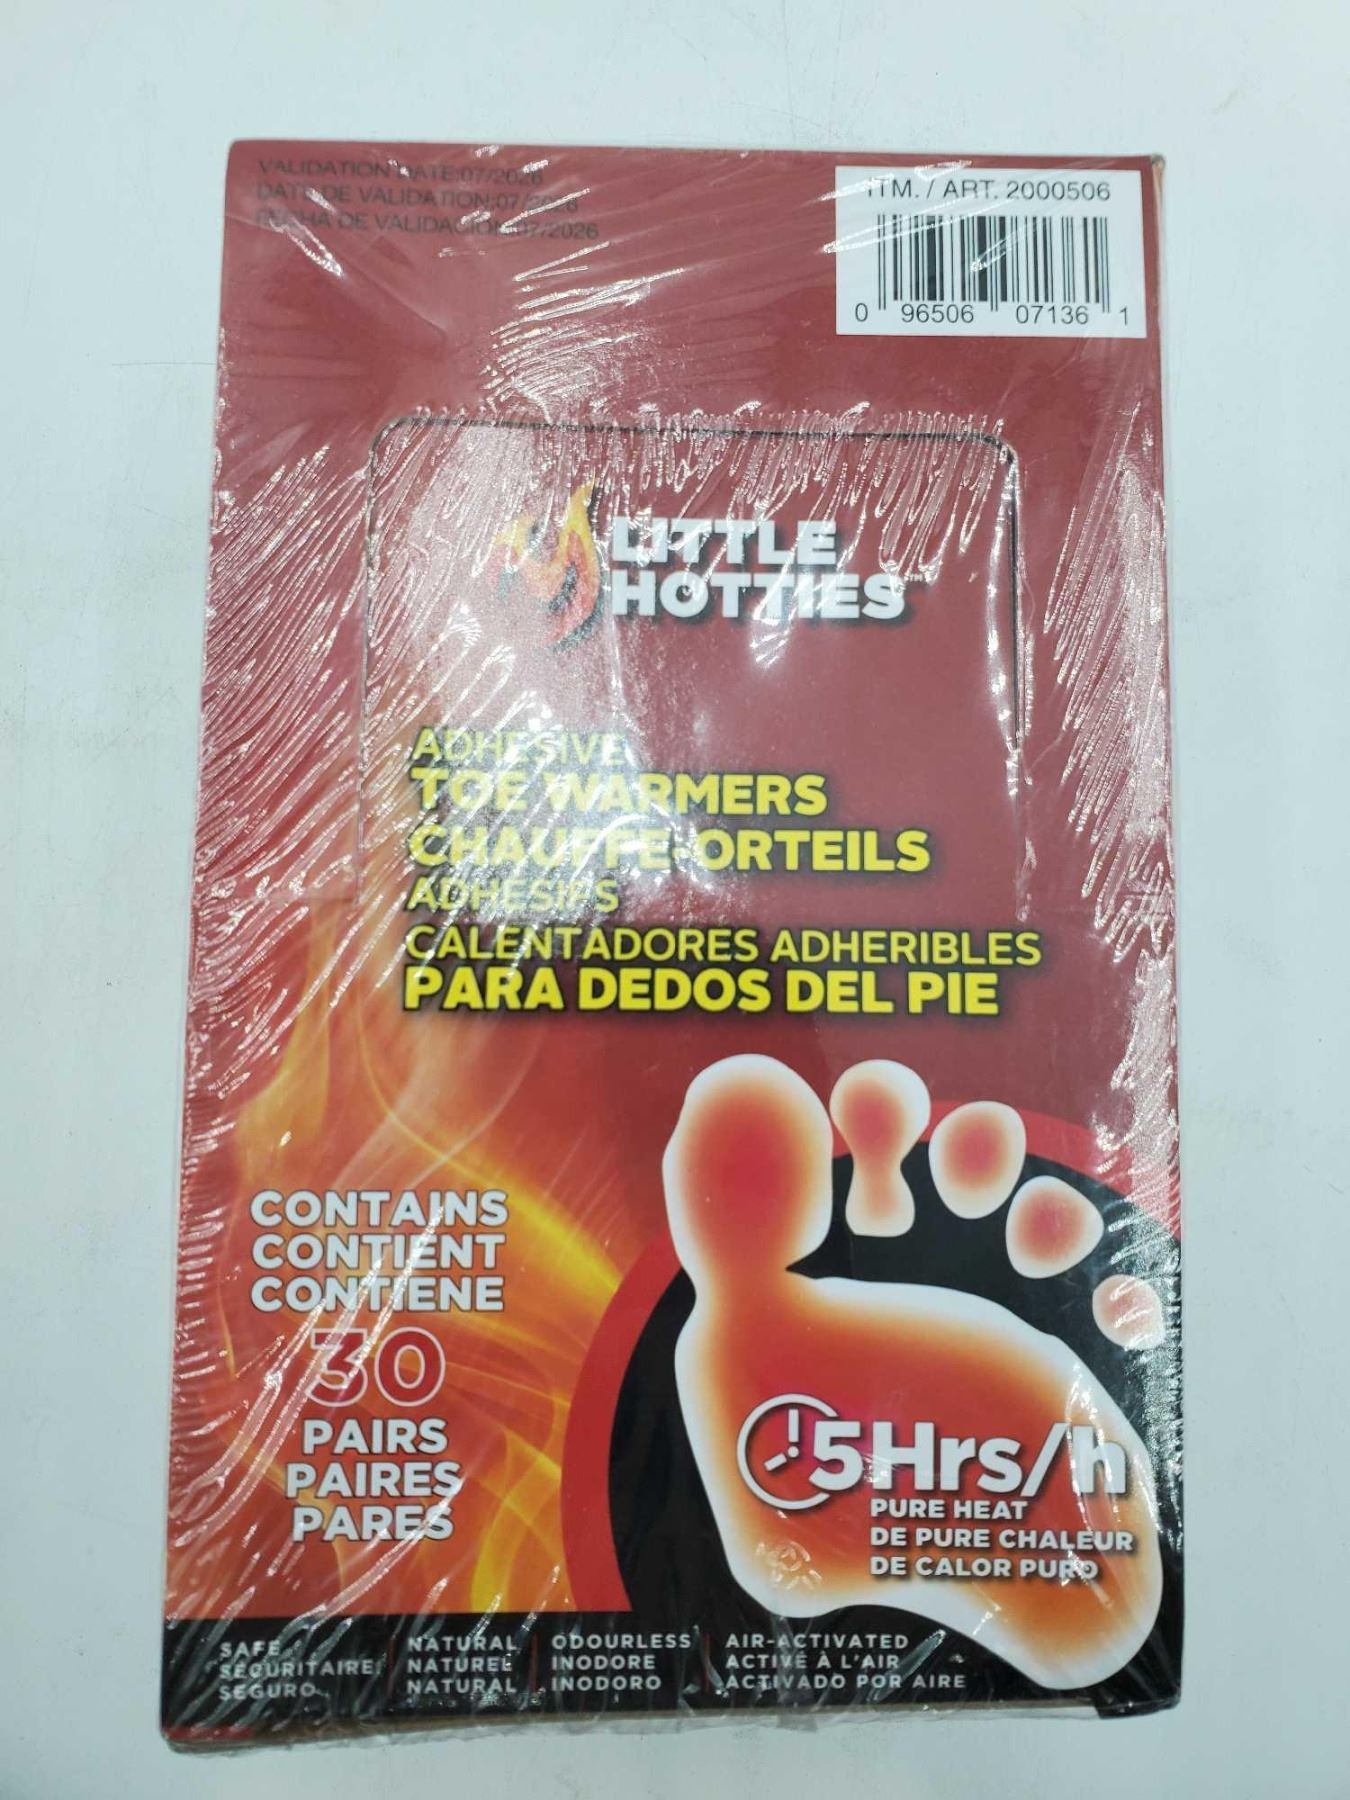 VALIDATION DATE:07/2026
DATE DE VALIDATION:07/2026
FECHA DE VALIDACION:07/2026
ITM. / ART. 2000506
0 96506 07136 1
LITTLE
HOTTIES™
ADHESIVE
TOE WARMERS
CHAUFFE-ORTEILS
ADHÉSIFS
CALENTADORES ADHERIBLES
PARA DEDOS DEL PIE
CONTAINS
CONTIENT
CONTIENE
30
PAIRS
PAIRES
PARES
5Hrs/h
PURE HEAT
DE PURE CHALEUR
DE CALOR PURO
SAFE
SÉCURITAIRE
SEGURO
NATURAL
NATUREL
NATURAL
ODOURLESS
INODORE
INODORO
AIR-ACTIVATED
ACTIVÉ À L'AIR
ACTIVADO POR AIRE